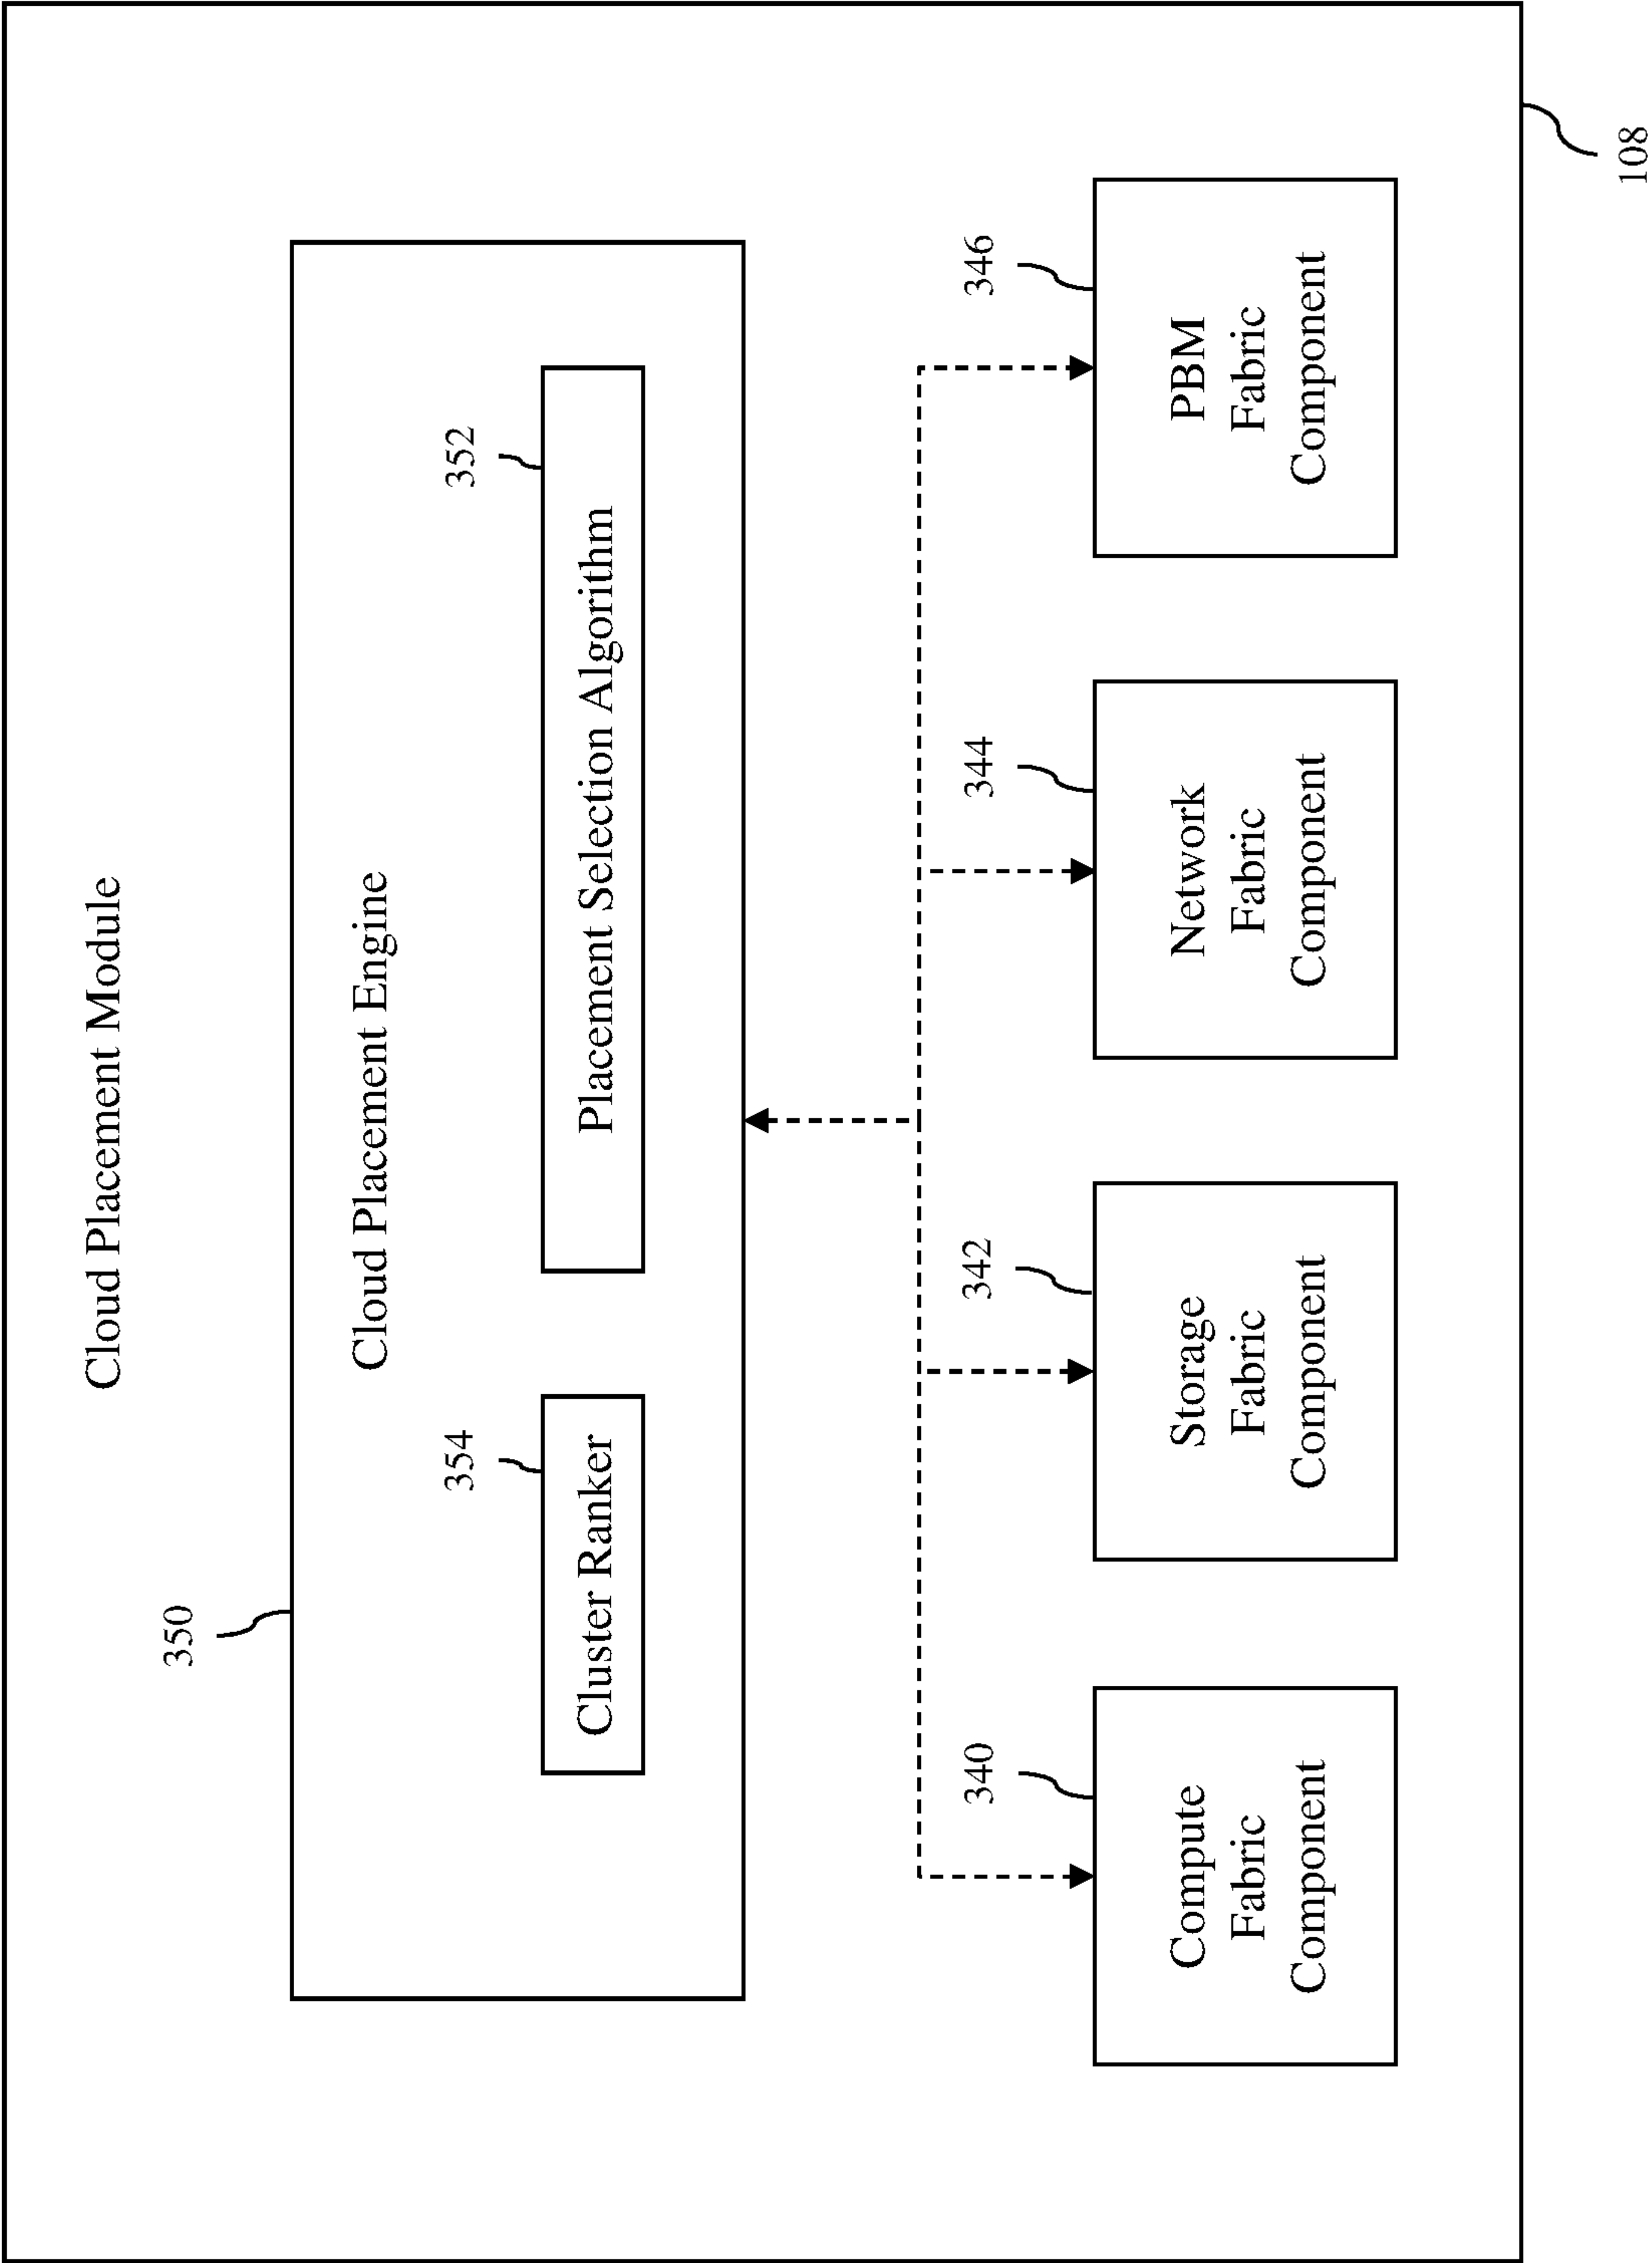 Cloud Placement Module
350
Cloud Placement Engine
354
352
Cluster Ranker
Placement Selection Algorithm
340
342
344
346
Compute
Fabric
Component
Storage
Fabric
Component
Network
Fabric
Component
PBM
Fabric
Component
108